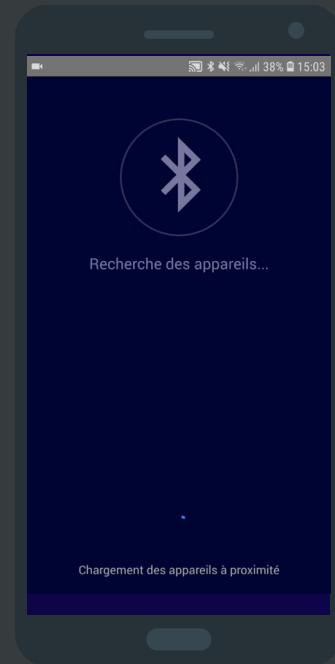 38% 15:03
Recherche des appareils...
Chargement des appareils à proximité